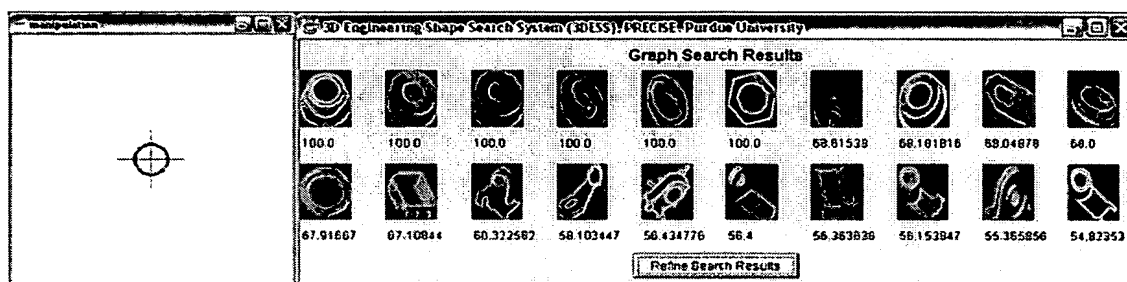 manipulation
3D Engineering Shape Search System (3DESS), PRECISE, Purdue University
Graph Search Results
100.0 100.0 100.0 100.0 100.0 100.0 68.61538 68.181816 68.04878 68.0
67.91667 67.10844 60.322582 58.103447 56.434776 56.4 56.363636 56.153847 55.365856 54.82353
Refine Search Results